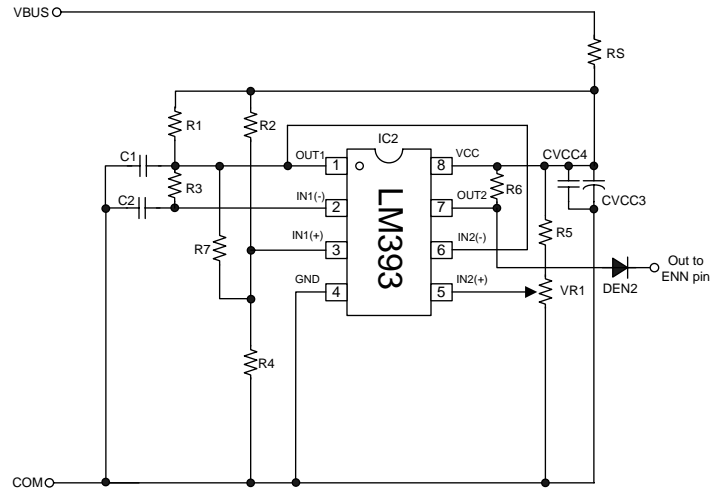 VBUS
RS
R1
R2
IC2
C1
OUT1
1
8
VCC
CVCC4
R3
R6
C2
IN1(-)
2
7
OUT2
CVCC3
LM393
R5
R7
IN1(+)
3
6
IN2(-)
Out to
ENN pin
GND
4
5
IN2(+)
VR1
DEN2
R4
COM